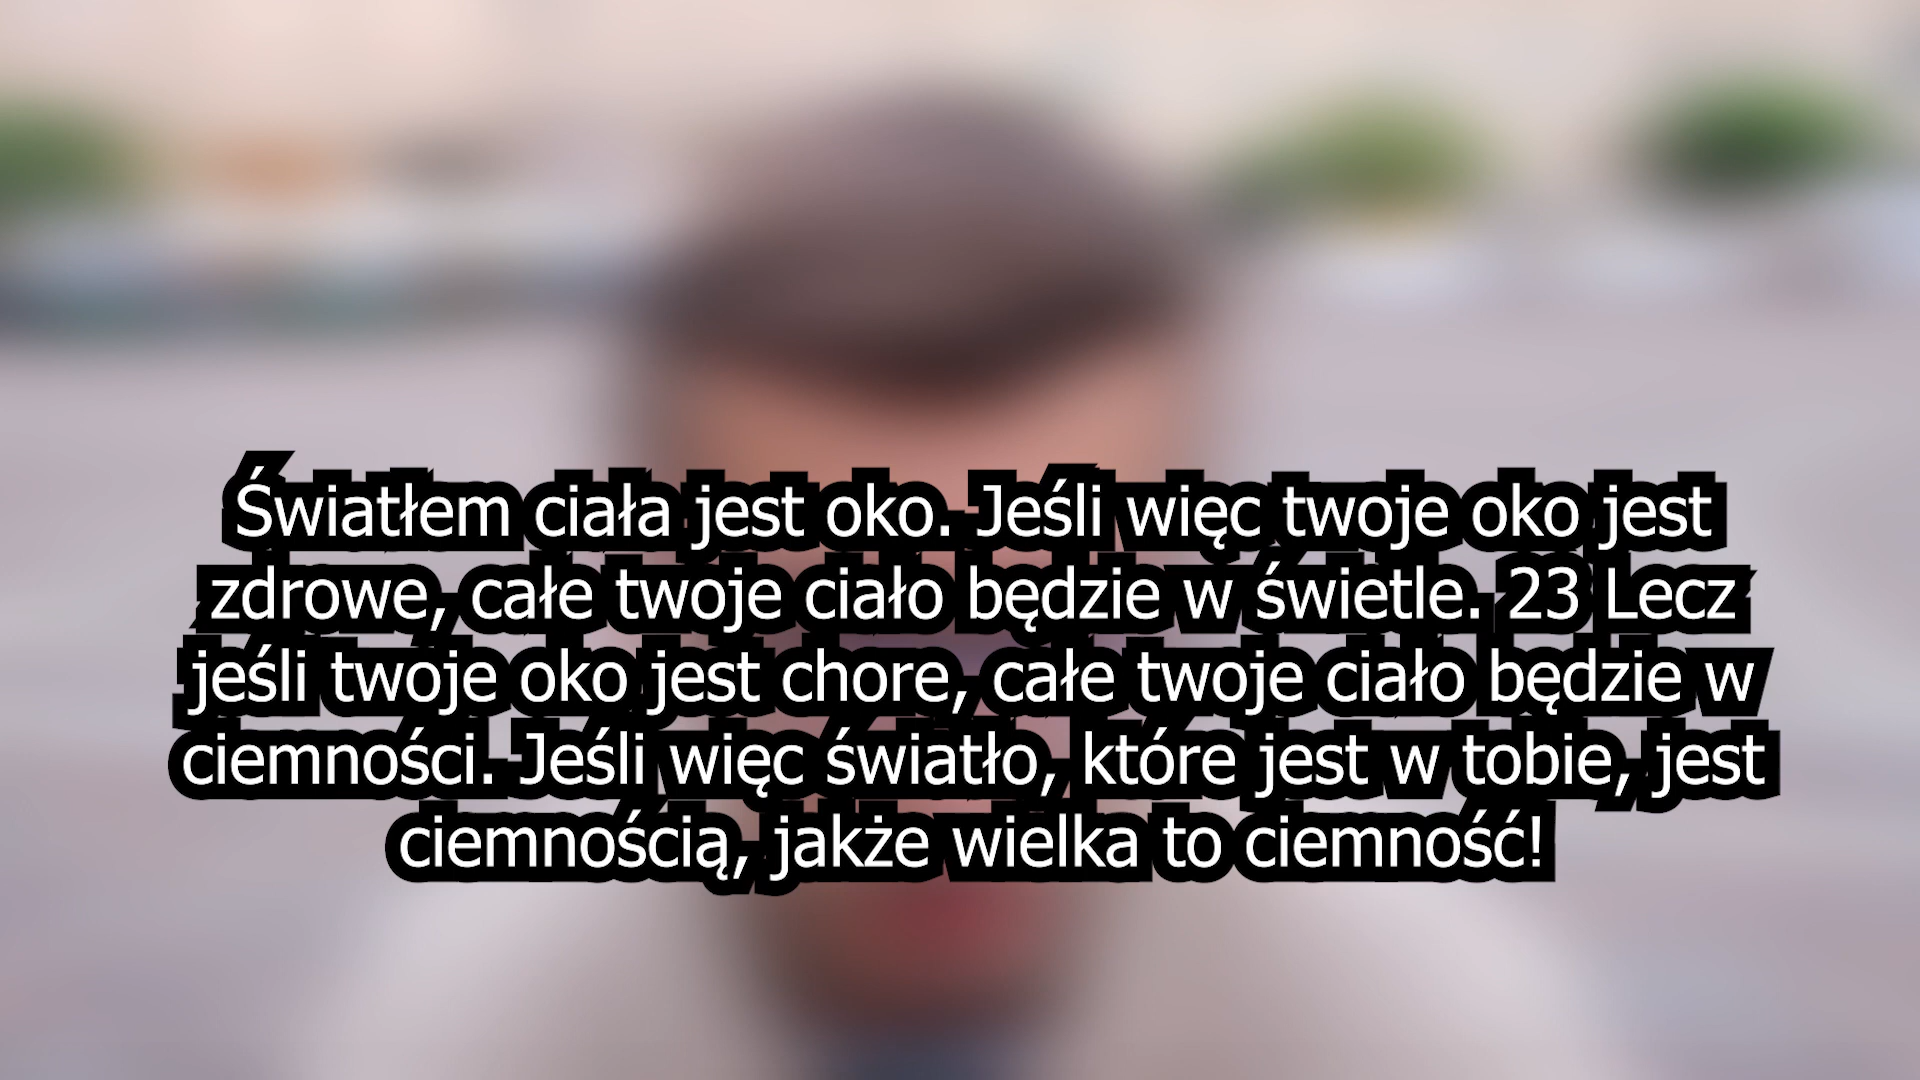 Światłem ciała jest oko. Jeśli więc twoje oko jest
zdrowe, całe twoje ciało będzie w świetle. 23 Lecz
jeśli twoje oko jest chore, całe twoje ciało będzie w
ciemności. Jeśli więc światło, które jest w tobie, jest
ciemnością, jakże wielka to ciemność!